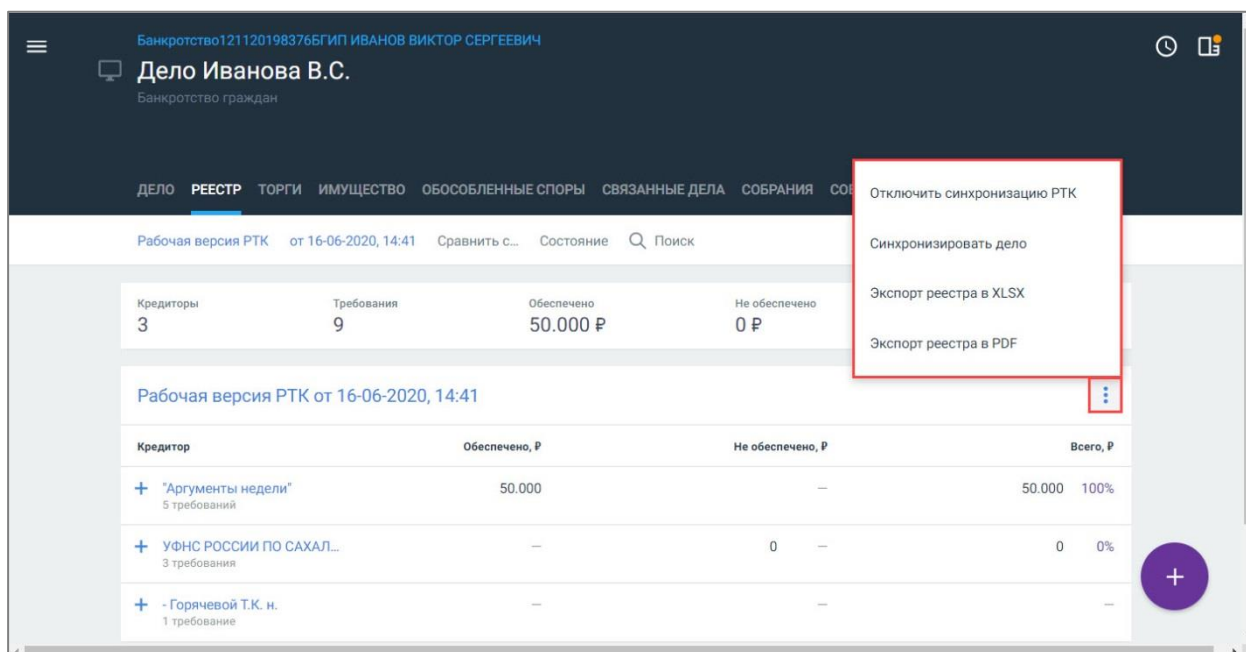 Банкротство121120198376БГИП ИВАНОВ ВИКТОР СЕРГЕЕВИЧ
Дело Иванова В.С.
Банкротство граждан
ДЕЛО РЕЕСТР ТОРГИ ИМУЩЕСТВО ОБОСОБЛЕННЫЕ СПОРЫ СВЯЗАННЫЕ ДЕЛА СОБРАНИЯ
Отключить синхронизацию РТК
Рабочая версия РТК от 16-06-2020, 14:41 Сравнить с... Состояние Поиск
Синхронизировать дело
Экспорт реестра в XLSX
Экспорт реестра в PDF
Кредиторы Требования Обеспечено Не обеспечено
3 9 50.000 ₽ 0 ₽
Рабочая версия РТК от 16-06-2020, 14:41
Кредитор Обеспечено, ₽ Не обеспечено, ₽ Всего, ₽
"Аргументы недели" 50.000 — 50.000 100%
5 требований
УФНС РОССИИ ПО САХАЛ... — 0 — 0 0%
3 требования
- Горячевой Т.К. н. — — —
1 требование